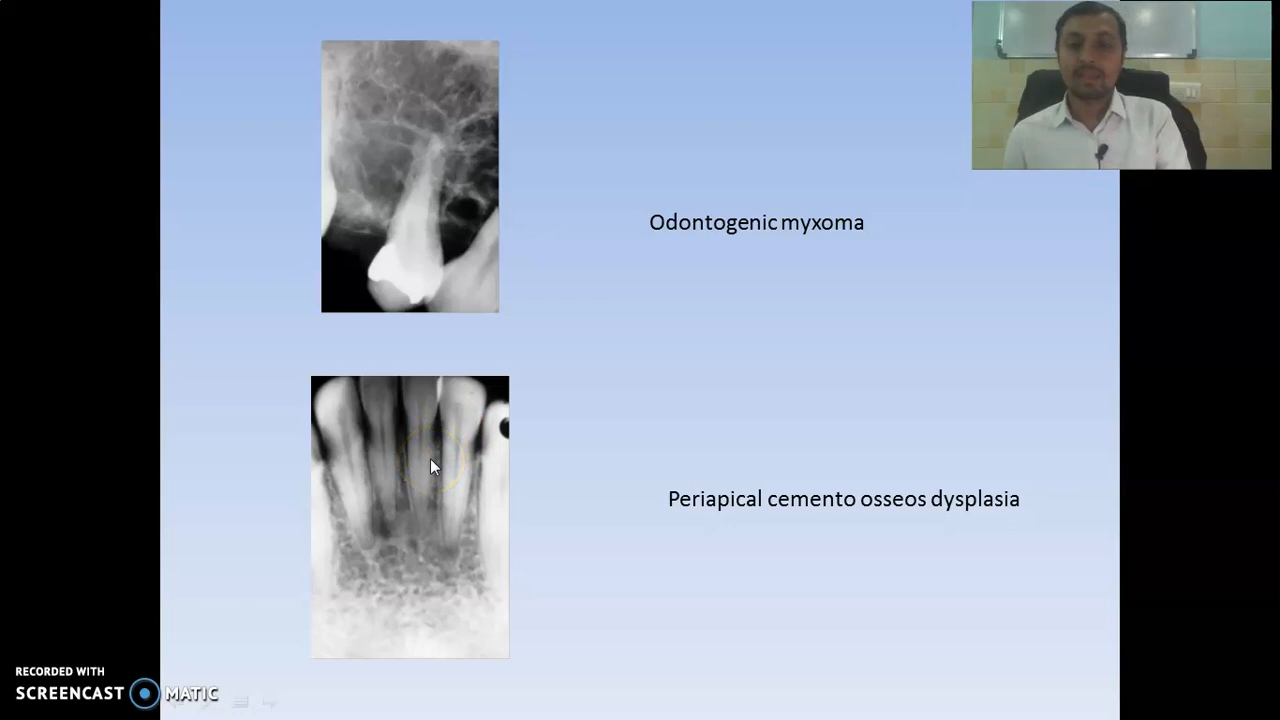 Odontogenic myxoma
Periapical cemento osseos dysplasia
RECORDED WITH
SCREENCAST MATIC